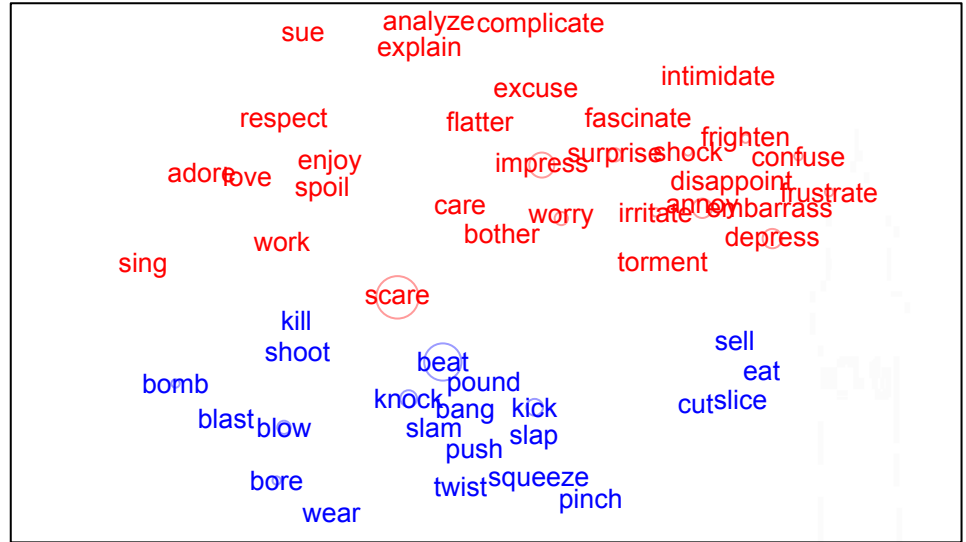 analyze
complicate
sue
explain
intimidate
excuse
respect
flatter
fascinate
frighten
surprise
shock
confuse
enjoy
impress
adore
love
spoil
disappoint
frustrate
care
worry
irritate
annoy
embarrass
bother
depress
work
sing
torment
scare
kill
shoot
sell
beat
eat
bomb
pound
knock
bang
kick
cut
slice
blast
blow
slam
slap
push
bore
twist
squeeze
pinch
wear